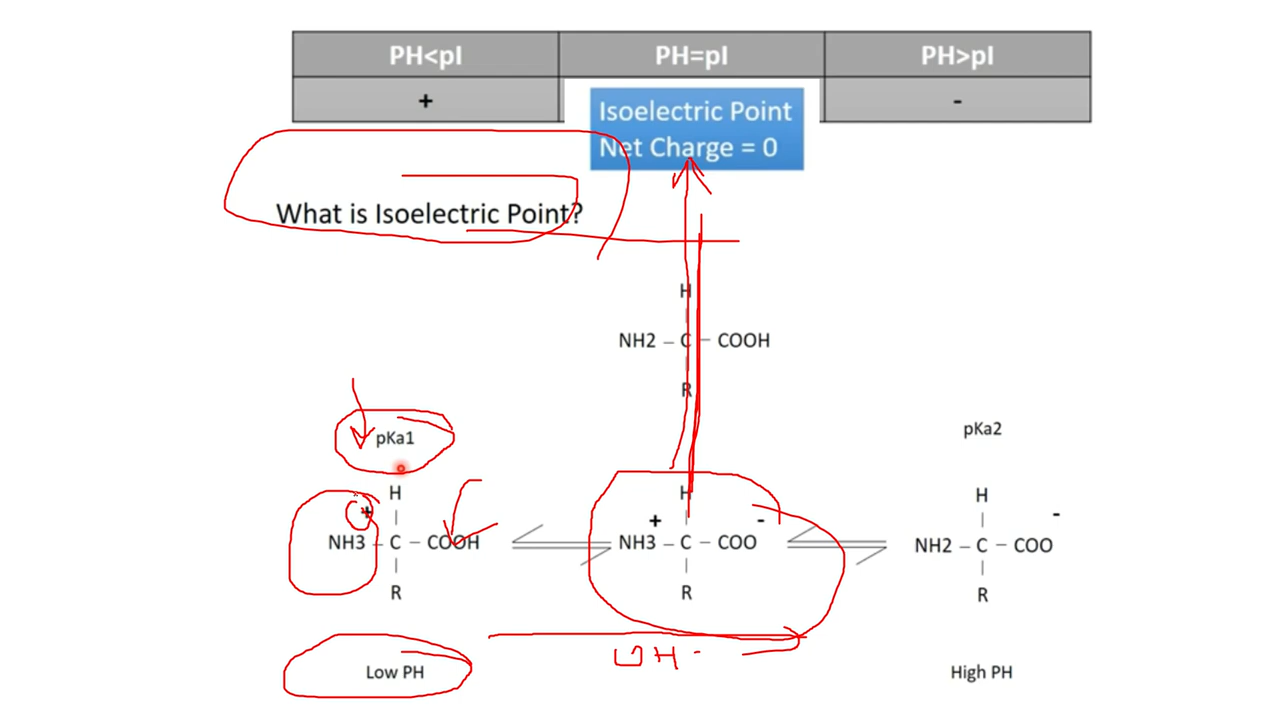 PH<pI PH=pI PH>pI
+ Isoelectric Point -
Net Charge = 0
What is Isoelectric Point?
H
NH2 – C – COOH
R
pKa1 pKa2
H H H
+ + - -
NH3 – C – COOH NH3 – C – COO NH2 – C – COO
R R R
Low PH High PH